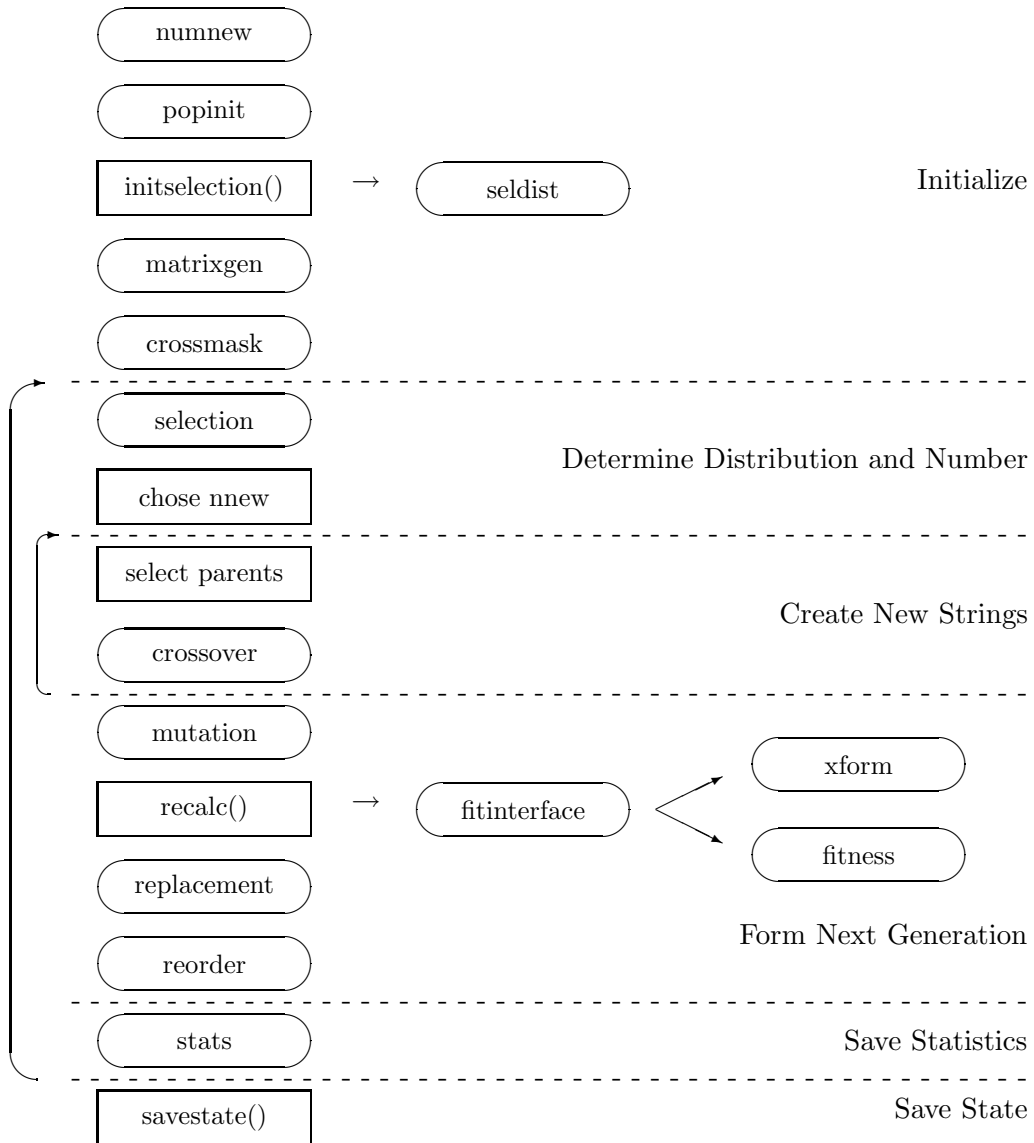 numnew
popinit
initselection()
→
seldist
Initialize
matrixgen
crossmask
selection
Determine Distribution and Number
chose nnew
select parents
Create New Strings
crossover
mutation
xform
recalc()
→
fitinterface
fitness
replacement
Form Next Generation
reorder
stats
Save Statistics
savestate()
Save State